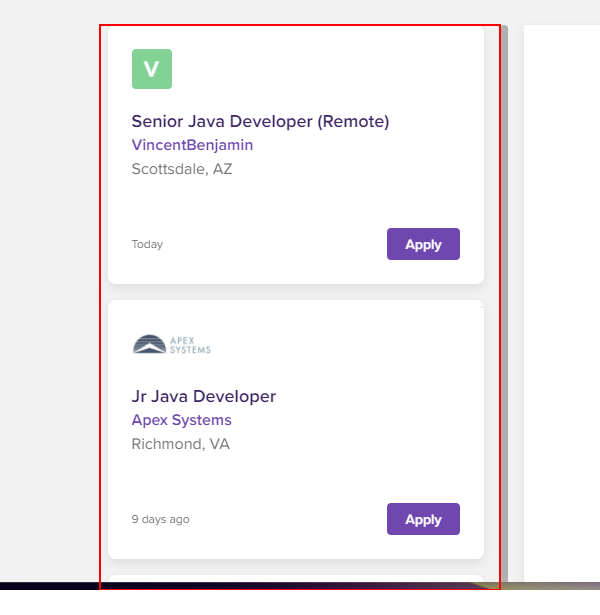 V
Senior Java Developer (Remote)
VincentBenjamin
Scottsdale, AZ
Today
Apply
APEX
SYSTEMS
Jr Java Developer
Apex Systems
Richmond, VA
9 days ago
Apply